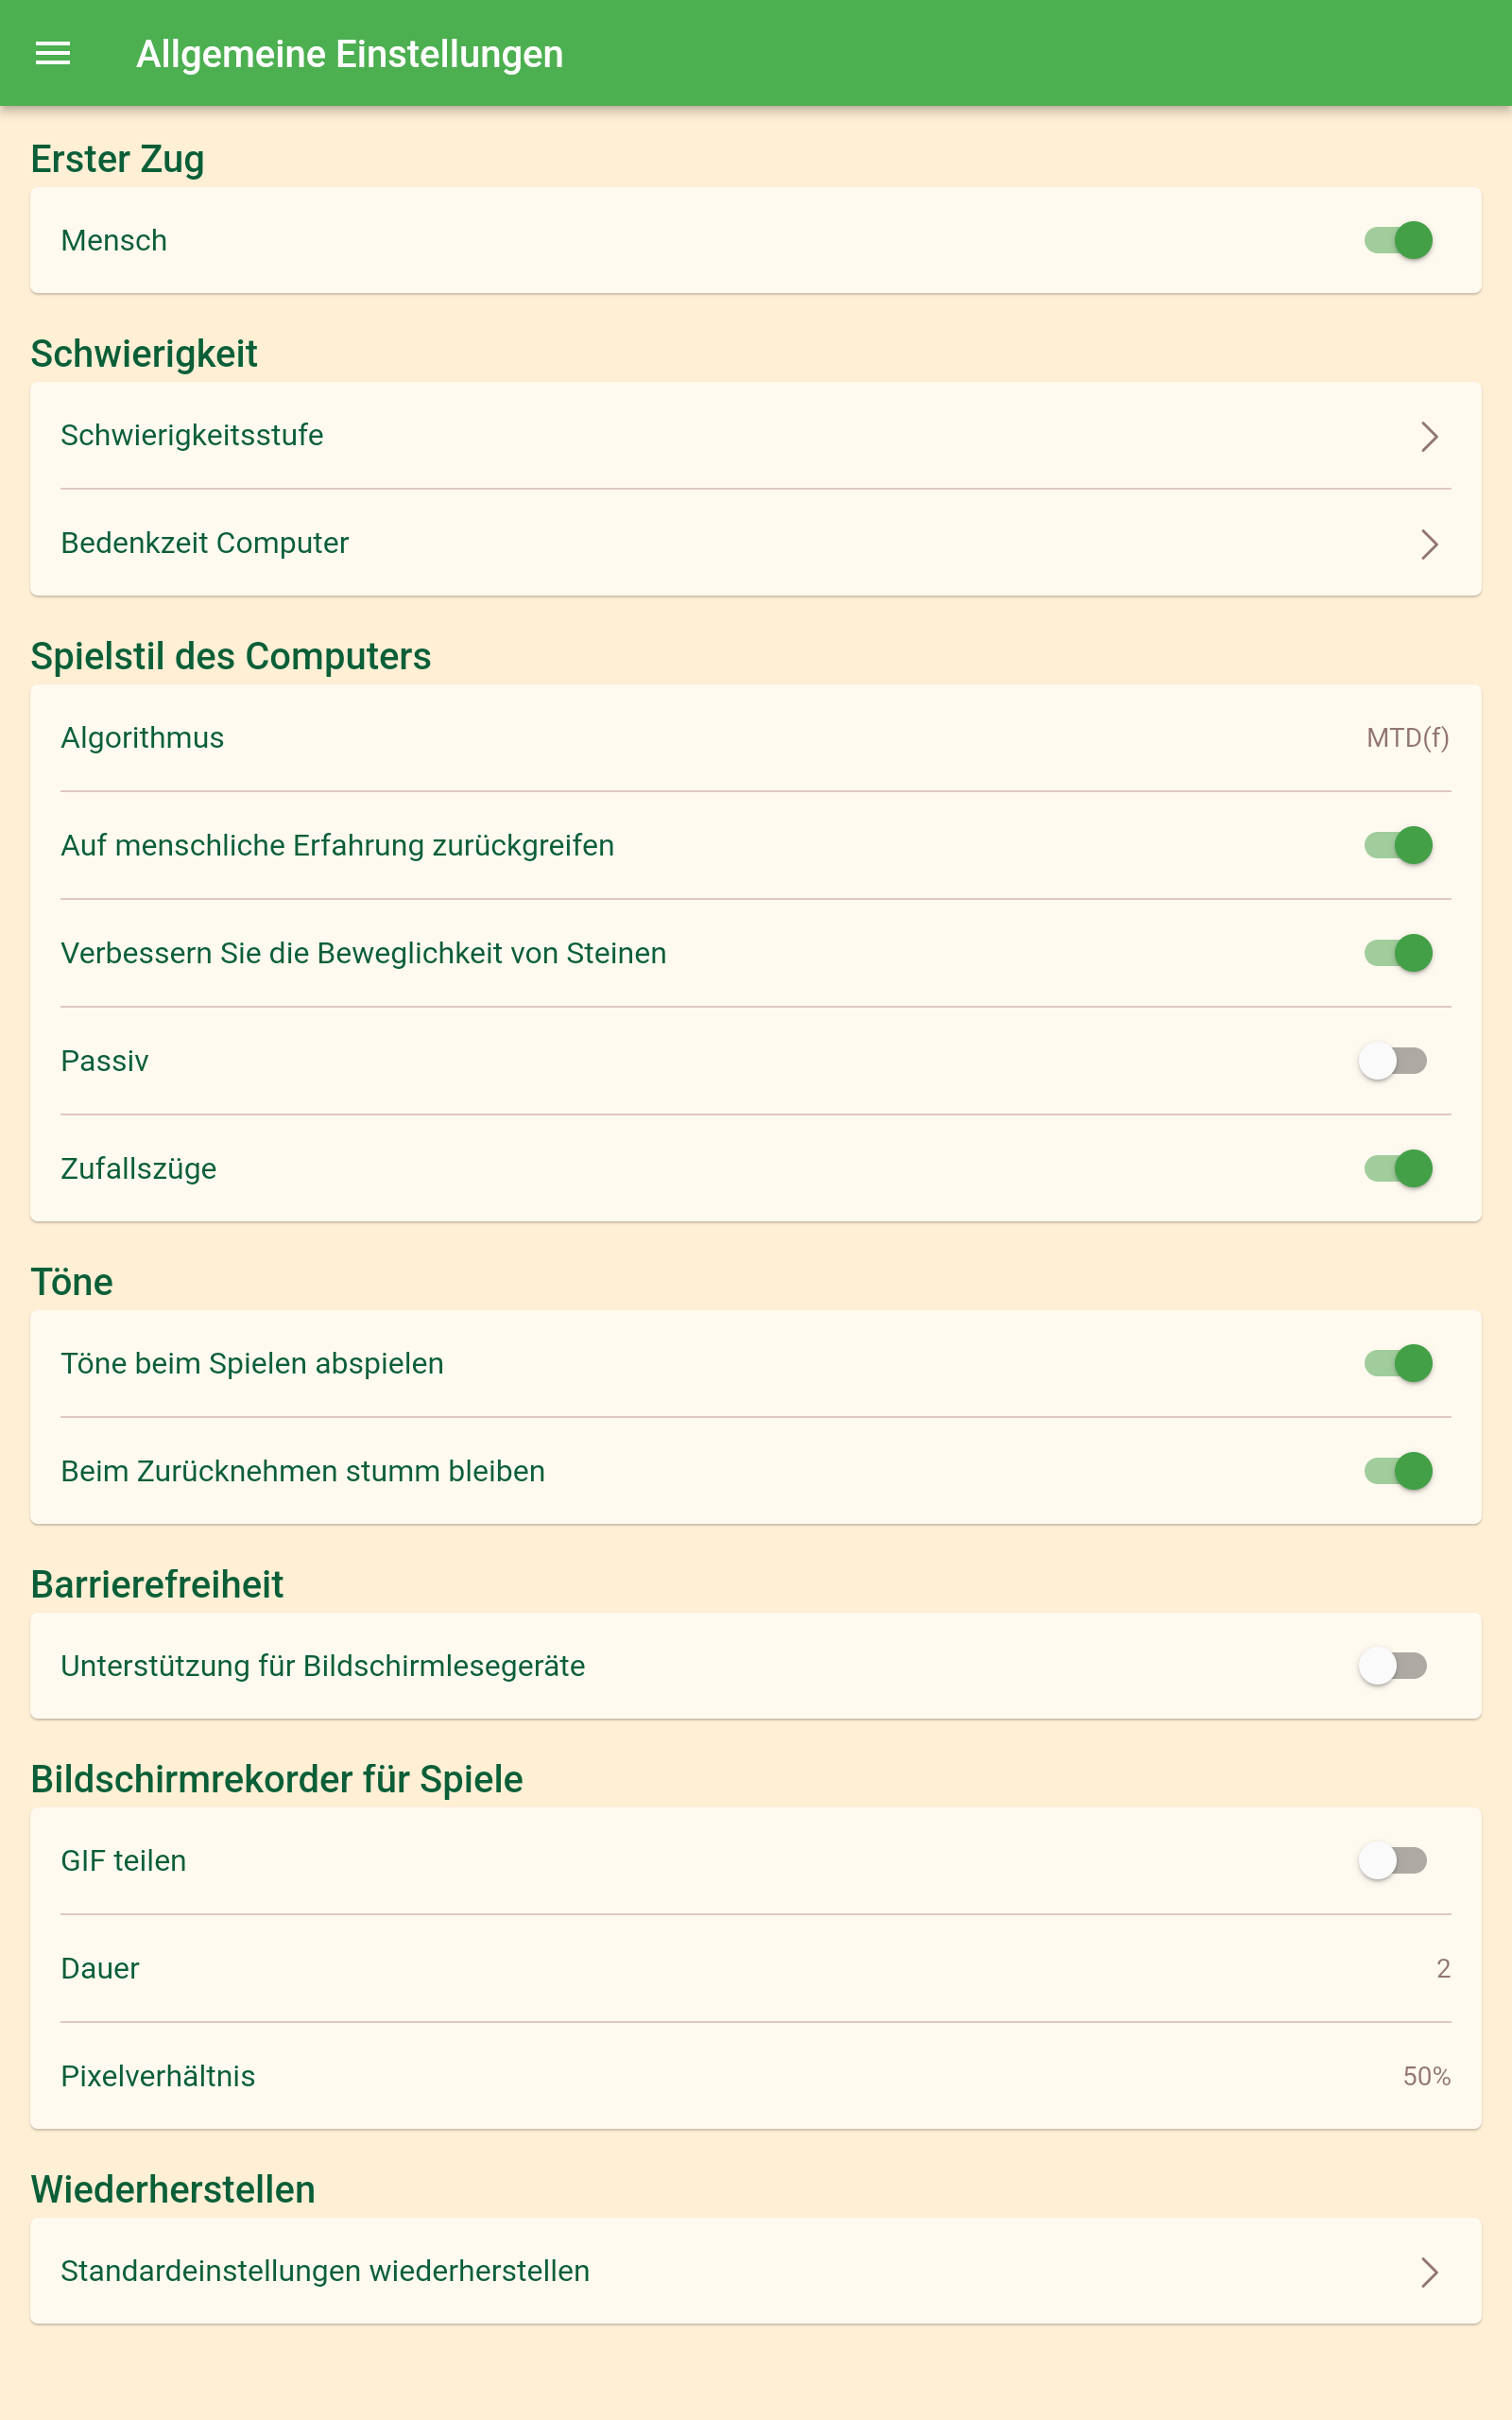 Allgemeine Einstellungen
Erster Zug
Mensch
Schwierigkeit
Schwierigkeitsstufe
Bedenkzeit Computer
Spielstil des Computers
Algorithmus MTD(f)
Auf menschliche Erfahrung zurückgreifen
Verbessern Sie die Beweglichkeit von Steinen
Passiv
Zufallszüge
Töne
Töne beim Spielen abspielen
Beim Zurücknehmen stumm bleiben
Barrierefreiheit
Unterstützung für Bildschirmlesegeräte
Bildschirmrekorder für Spiele
GIF teilen
Dauer 2
Pixelverhältnis 50%
Wiederherstellen
Standardeinstellungen wiederherstellen